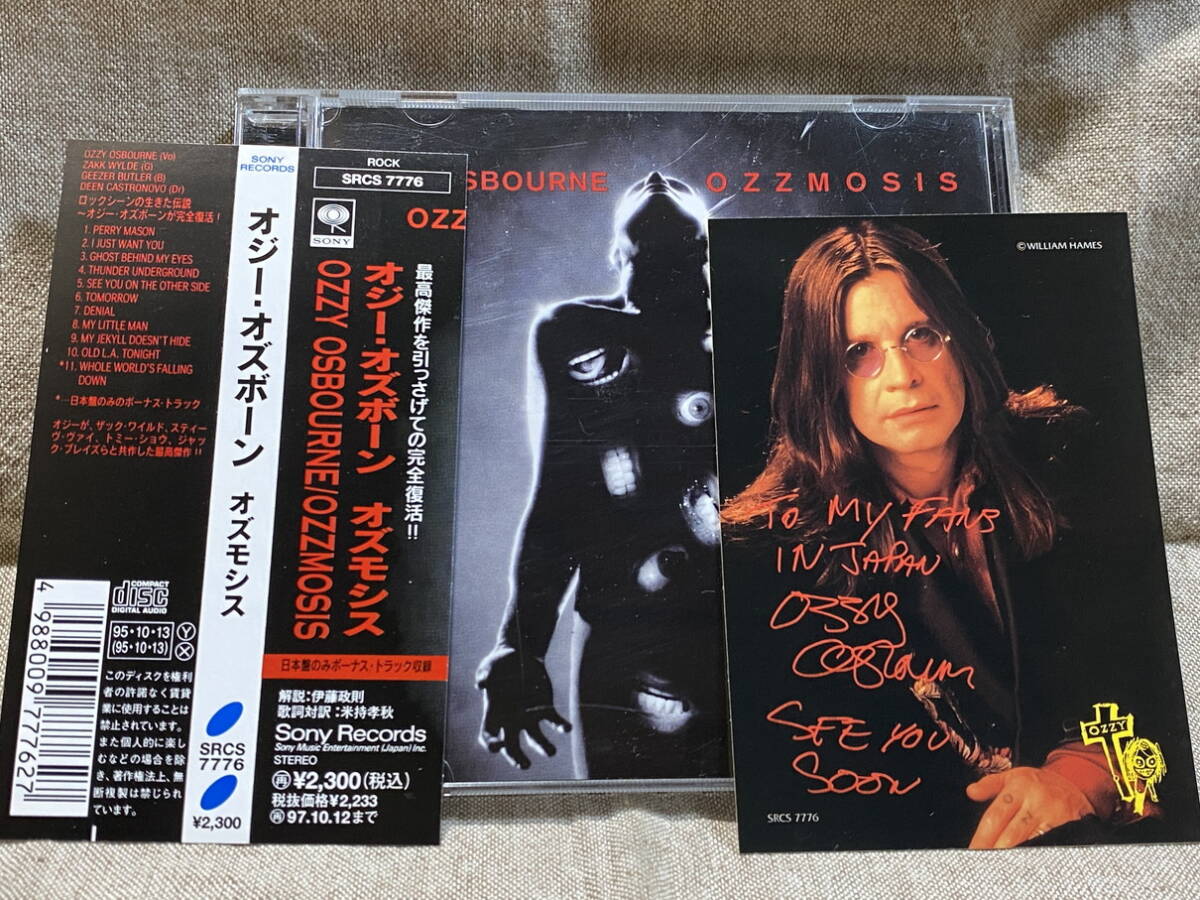 OZZY OSBOURNE (Vo)
ZAKK WYLDE (G)
GEEZER BUTLER (B)
DEEN CASTRONOVO (Dr)
ロックシーンの生きた伝説
〜オジー・オズボーンが完全復活!
1. PERRY MASON
2. I JUST WANT YOU
3. GHOST BEHIND MY EYES
4. THUNDER UNDERGROUND
5. SEE YOU ON THE OTHER SIDE
6. TOMORROW
7. DENIAL
8. MY LITTLE MAN
9. MY JEKYLL DOESN'T HIDE
10. OLD L.A. TONIGHT
*11. WHOLE WORLD'S FALLING
DOWN
*…日本盤のみのボーナス・トラック
オジーが、ザック・ワイルド、スティー
ヴ・ヴァイ、トミー・ショウ、ジャッ
ク・ブレイズらと共作した最高傑作!!
4 988009 777627
COMPACT
disc
DIGITAL AUDIO
95・10・13
(95・10・13)
Y
X
このディスクを権利
者の許諾なく賃貸
業に使用することは
禁止されています。
また個人的に楽し
むなどの場合を除
き、著作権法上、無
断複製は禁じられ
ています。
SONY
RECORDS
オジー・オズボーン オズモシス
SRCS
7776
¥2,300
ROCK
SRCS 7776
SONY
OZZ
最高傑作を引っさげての完全復活!!
オジー・オズボーン オズモシス
OZZY OSBOURNE/OZZMOSIS
日本盤のみボーナス・トラック収録
解説:伊藤政則
歌詞対訳:米持孝秋
Sony Records
Sony Music Entertainment (Japan) Inc.
STEREO
再¥2,300(税込)
税抜価格¥2,233
再97.10.12まで
SBOURNE OZZMOSIS
©WILLIAM HAMES
TO MY FANS
IN JAPAN
OZZY
OSBOURNE
SEE YOU
SOON
OZZY
SRCS 7776